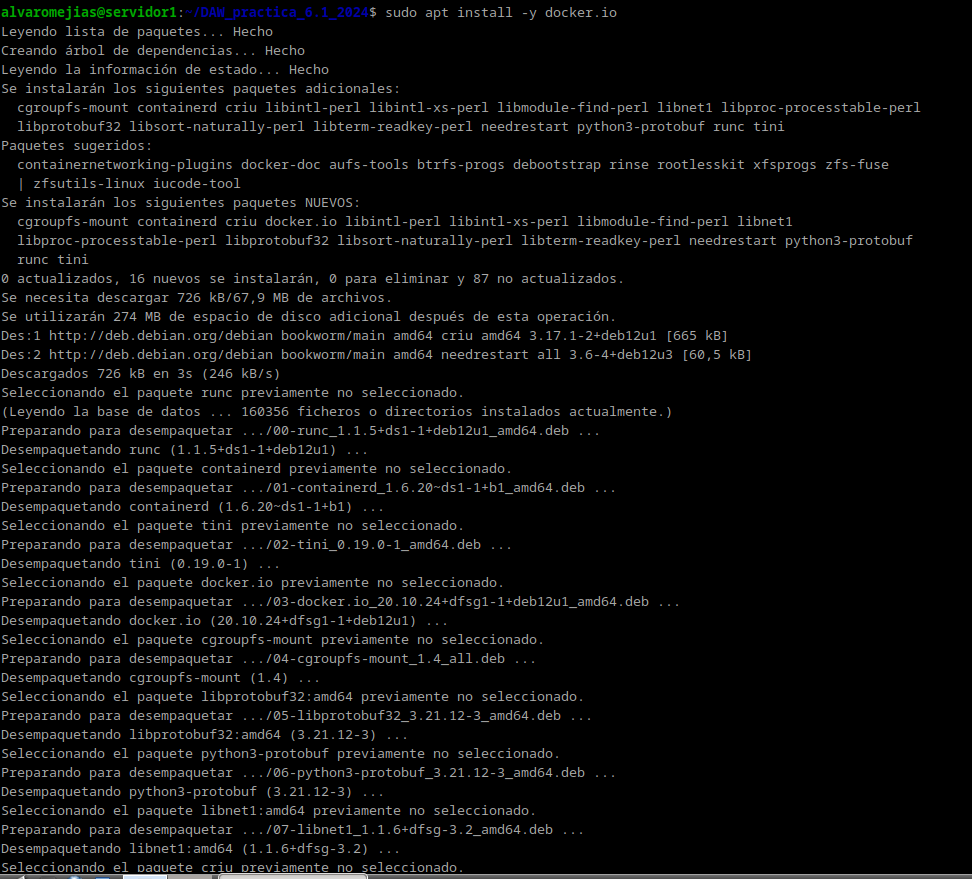 alvaromejias@servidor1:~/DAW_practica_6.1_2024$ sudo apt install -y docker.io
Leyendo lista de paquetes... Hecho
Creando árbol de dependencias... Hecho
Leyendo la información de estado... Hecho
Se instalarán los siguientes paquetes adicionales:
  cgroupfs-mount containerd criu libintl-perl libintl-xs-perl libmodule-find-perl libnet1 libproc-processtable-perl
  libprotobuf32 libsort-naturally-perl libterm-readkey-perl needrestart python3-protobuf runc tini
Paquetes sugeridos:
  containernetworking-plugins docker-doc aufs-tools btrfs-progs debootstrap rinse rootlesskit xfsprogs zfs-fuse
  | zfsutils-linux iucode-tool
Se instalarán los siguientes paquetes NUEVOS:
  cgroupfs-mount containerd criu docker.io libintl-perl libintl-xs-perl libmodule-find-perl libnet1
  libproc-processtable-perl libprotobuf32 libsort-naturally-perl libterm-readkey-perl needrestart python3-protobuf
  runc tini
0 actualizados, 16 nuevos se instalarán, 0 para eliminar y 87 no actualizados.
Se necesita descargar 726 kB/67,9 MB de archivos.
Se utilizarán 274 MB de espacio de disco adicional después de esta operación.
Des:1 http://deb.debian.org/debian bookworm/main amd64 criu amd64 3.17.1-2+deb12u1 [665 kB]
Des:2 http://deb.debian.org/debian bookworm/main amd64 needrestart all 3.6-4+deb12u3 [60,5 kB]
Descargados 726 kB en 3s (246 kB/s)
Seleccionando el paquete runc previamente no seleccionado.
(Leyendo la base de datos ... 160356 ficheros o directorios instalados actualmente.)
Preparando para desempaquetar .../00-runc_1.1.5+ds1-1+deb12u1_amd64.deb ...
Desempaquetando runc (1.1.5+ds1-1+deb12u1) ...
Seleccionando el paquete containerd previamente no seleccionado.
Preparando para desempaquetar .../01-containerd_1.6.20~ds1-1+b1_amd64.deb ...
Desempaquetando containerd (1.6.20~ds1-1+b1) ...
Seleccionando el paquete tini previamente no seleccionado.
Preparando para desempaquetar .../02-tini_0.19.0-1_amd64.deb ...
Desempaquetando tini (0.19.0-1) ...
Seleccionando el paquete docker.io previamente no seleccionado.
Preparando para desempaquetar .../03-docker.io_20.10.24+dfsg1-1+deb12u1_amd64.deb ...
Desempaquetando docker.io (20.10.24+dfsg1-1+deb12u1) ...
Seleccionando el paquete cgroupfs-mount previamente no seleccionado.
Preparando para desempaquetar .../04-cgroupfs-mount_1.4_all.deb ...
Desempaquetando cgroupfs-mount (1.4) ...
Seleccionando el paquete libprotobuf32:amd64 previamente no seleccionado.
Preparando para desempaquetar .../05-libprotobuf32_3.21.12-3_amd64.deb ...
Desempaquetando libprotobuf32:amd64 (3.21.12-3) ...
Seleccionando el paquete python3-protobuf previamente no seleccionado.
Preparando para desempaquetar .../06-python3-protobuf_3.21.12-3_amd64.deb ...
Desempaquetando python3-protobuf (3.21.12-3) ...
Seleccionando el paquete libnet1:amd64 previamente no seleccionado.
Preparando para desempaquetar .../07-libnet1_1.1.6+dfsg-3.2_amd64.deb ...
Desempaquetando libnet1:amd64 (1.1.6+dfsg-3.2) ...
Seleccionando el paquete criu previamente no seleccionado.